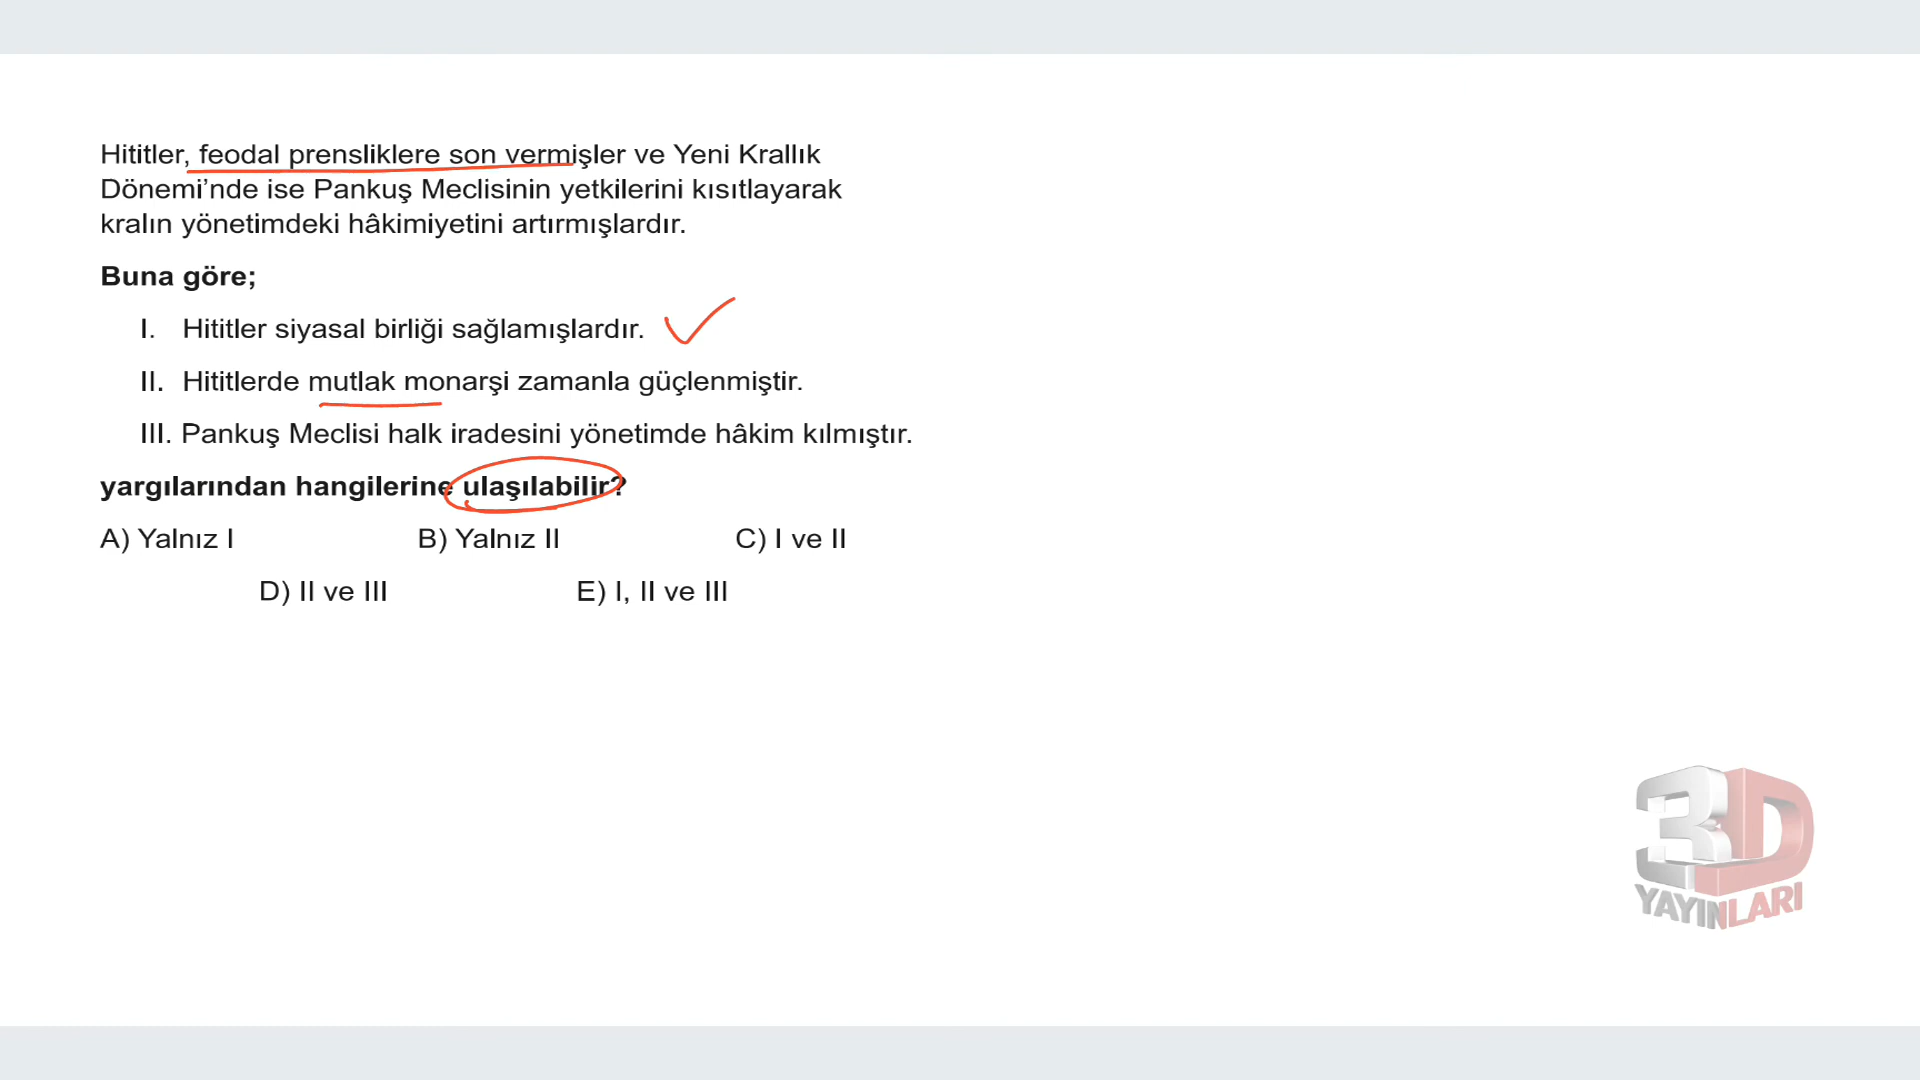 Hititler, feodal prensliklere son vermişler ve Yeni Krallık
Dönemi’nde ise Pankuş Meclisinin yetkilerini kısıtlayarak
kralın yönetimdeki hâkimiyetini artırmışlardır.
Buna göre;
I. Hititler siyasal birliği sağlamışlardır.
II. Hititlerde mutlak monarşi zamanla güçlenmiştir.
III. Pankuş Meclisi halk iradesini yönetimde hâkim kılmıştır.
yargılarından hangilerine ulaşılabilir?
A) Yalnız I B) Yalnız II C) I ve II
D) II ve III E) I, II ve III
3D
YAYINLARI